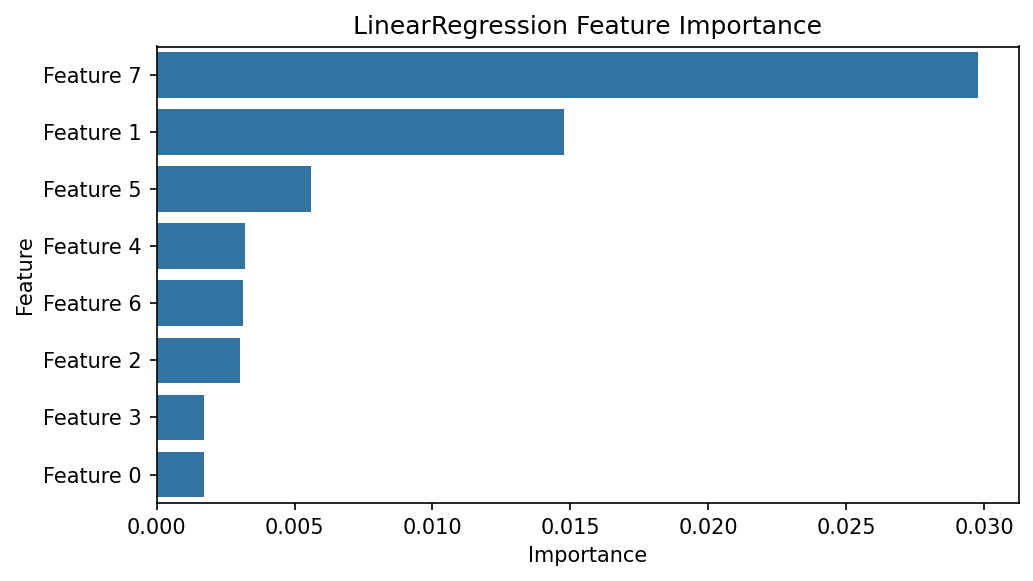 LinearRegression Feature Importance
Feature 7
Feature 1
Feature 5
Feature 4
Feature 6
Feature 2
Feature 3
Feature 0
Feature
0.000 0.005 0.010 0.015 0.020 0.025 0.030
Importance